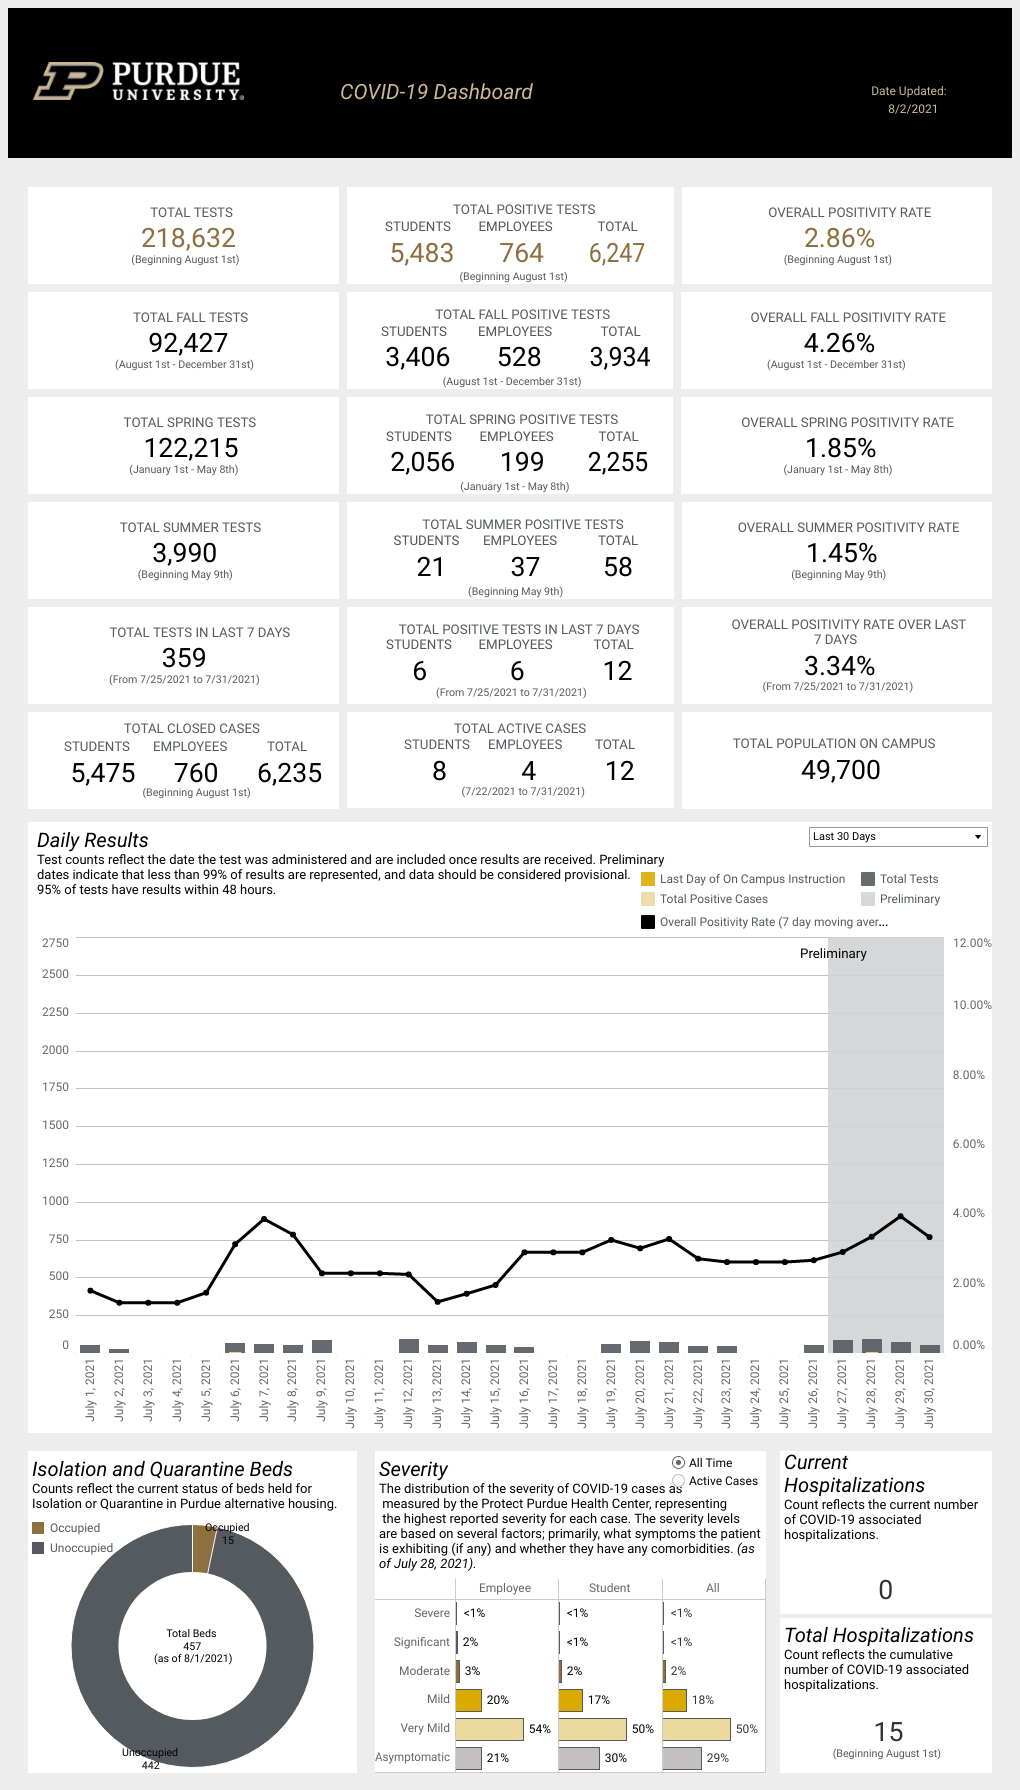 PURDUE
UNIVERSITY®
COVID-19 Dashboard
Date Updated:
8/2/2021
TOTAL TESTS
218,632
(Beginning August 1st)
TOTAL POSITIVE TESTS
STUDENTS EMPLOYEES TOTAL
5,483 764 6,247
(Beginning August 1st)
OVERALL POSITIVITY RATE
2.86%
(Beginning August 1st)
TOTAL FALL TESTS
92,427
(August 1st - December 31st)
TOTAL FALL POSITIVE TESTS
STUDENTS EMPLOYEES TOTAL
3,406 528 3,934
(August 1st - December 31st)
OVERALL FALL POSITIVITY RATE
4.26%
(August 1st - December 31st)
TOTAL SPRING TESTS
122,215
(January 1st - May 8th)
TOTAL SPRING POSITIVE TESTS
STUDENTS EMPLOYEES TOTAL
2,056 199 2,255
(January 1st - May 8th)
OVERALL SPRING POSITIVITY RATE
1.85%
(January 1st - May 8th)
TOTAL SUMMER TESTS
3,990
(Beginning May 9th)
TOTAL SUMMER POSITIVE TESTS
STUDENTS EMPLOYEES TOTAL
21 37 58
(Beginning May 9th)
OVERALL SUMMER POSITIVITY RATE
1.45%
(Beginning May 9th)
TOTAL TESTS IN LAST 7 DAYS
359
(From 7/25/2021 to 7/31/2021)
TOTAL POSITIVE TESTS IN LAST 7 DAYS
STUDENTS EMPLOYEES TOTAL
6 6 12
(From 7/25/2021 to 7/31/2021)
OVERALL POSITIVITY RATE OVER LAST
7 DAYS
3.34%
(From 7/25/2021 to 7/31/2021)
TOTAL CLOSED CASES
STUDENTS EMPLOYEES TOTAL
5,475 760 6,235
(Beginning August 1st)
TOTAL ACTIVE CASES
STUDENTS EMPLOYEES TOTAL
8 4 12
(7/22/2021 to 7/31/2021)
TOTAL POPULATION ON CAMPUS
49,700
Daily Results
Last 30 Days
Test counts reflect the date the test was administered and are included once results are received. Preliminary
dates indicate that less than 99% of results are represented, and data should be considered provisional.
95% of tests have results within 48 hours.
Last Day of On Campus Instruction Total Tests
Total Positive Cases Preliminary
Overall Positivity Rate (7 day moving aver...
Preliminary
2750
2500
2250
2000
1750
1500
1250
1000
750
500
250
0
12.00%
10.00%
8.00%
6.00%
4.00%
2.00%
0.00%
July 1, 2021
July 2, 2021
July 3, 2021
July 4, 2021
July 5, 2021
July 6, 2021
July 7, 2021
July 8, 2021
July 9, 2021
July 10, 2021
July 11, 2021
July 12, 2021
July 13, 2021
July 14, 2021
July 15, 2021
July 16, 2021
July 17, 2021
July 18, 2021
July 19, 2021
July 20, 2021
July 21, 2021
July 22, 2021
July 23, 2021
July 24, 2021
July 25, 2021
July 26, 2021
July 27, 2021
July 28, 2021
July 29, 2021
July 30, 2021
Isolation and Quarantine Beds
Counts reflect the current status of beds held for
Isolation or Quarantine in Purdue alternative housing.
Occupied
Unoccupied
Occupied
15
Total Beds
457
(as of 8/1/2021)
Unoccupied
442
Severity
All Time
Active Cases
The distribution of the severity of COVID-19 cases as
measured by the Protect Purdue Health Center, representing
the highest reported severity for each case. The severity levels
are based on several factors; primarily, what symptoms the patient
is exhibiting (if any) and whether they have any comorbidities. (as
of July 28, 2021).
Employee Student All
Severe <1% <1% <1%
Significant 2% <1% <1%
Moderate 3% 2% 2%
Mild 20% 17% 18%
Very Mild 54% 50% 50%
Asymptomatic 21% 30% 29%
Current
Hospitalizations
Count reflects the current number
of COVID-19 associated
hospitalizations.
0
Total Hospitalizations
Count reflects the cumulative
number of COVID-19 associated
hospitalizations.
15
(Beginning August 1st)